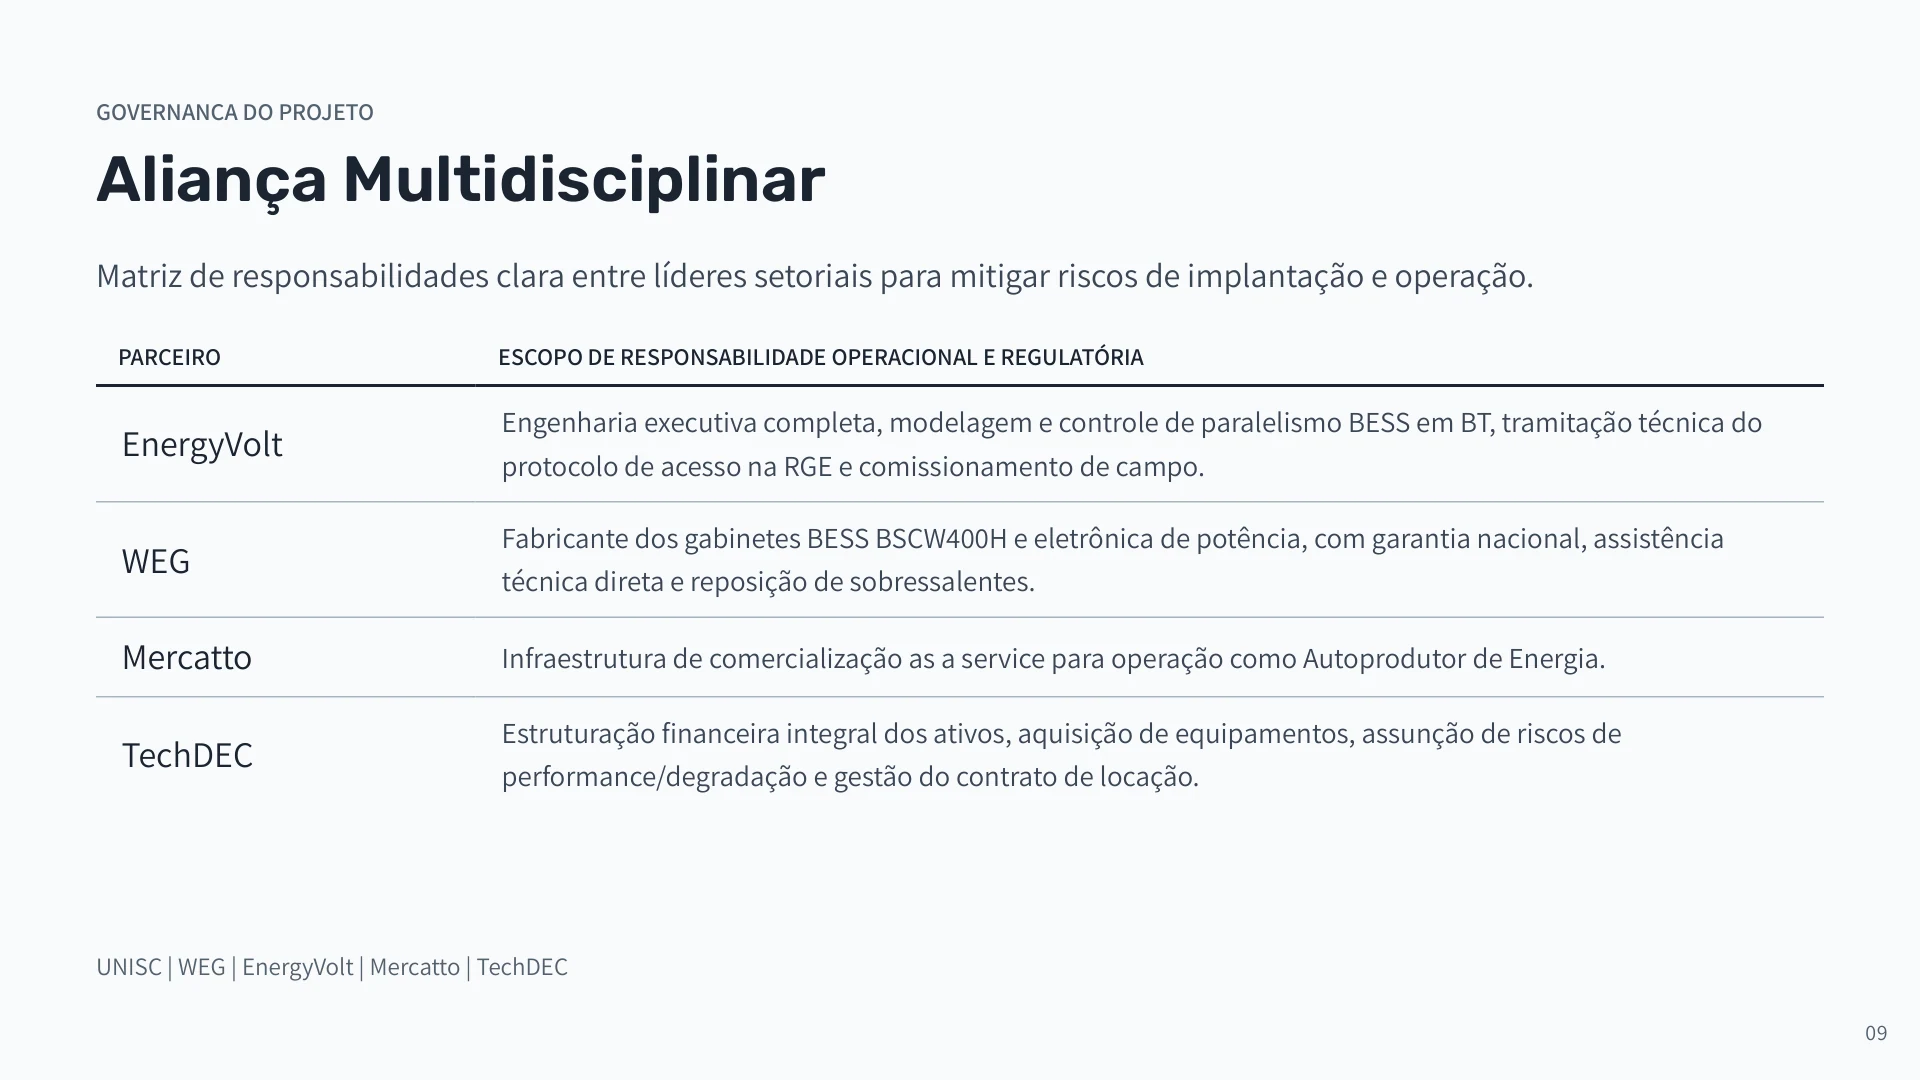 GOVERNANCA DO PROJETO
Aliança Multidisciplinar
Matriz de responsabilidades clara entre líderes setoriais para mitigar riscos de implantação e operação.
PARCEIRO
ESCOPO DE RESPONSABILIDADE OPERACIONAL E REGULATÓRIA
EnergyVolt
Engenharia executiva completa, modelagem e controle de paralelismo BESS em BT, tramitação técnica do
protocolo de acesso na RGE e comissionamento de campo.
WEG
Fabricante dos gabinetes BESS BSCW400H e eletrônica de potência, com garantia nacional, assistência
técnica direta e reposição de sobressalentes.
Mercatto
Infraestrutura de comercialização as a service para operação como Autoprodutor de Energia.
TechDEC
Estruturação financeira integral dos ativos, aquisição de equipamentos, assunção de riscos de
performance/degradação e gestão do contrato de locação.
UNISC | WEG | EnergyVolt | Mercatto | TechDEC
09